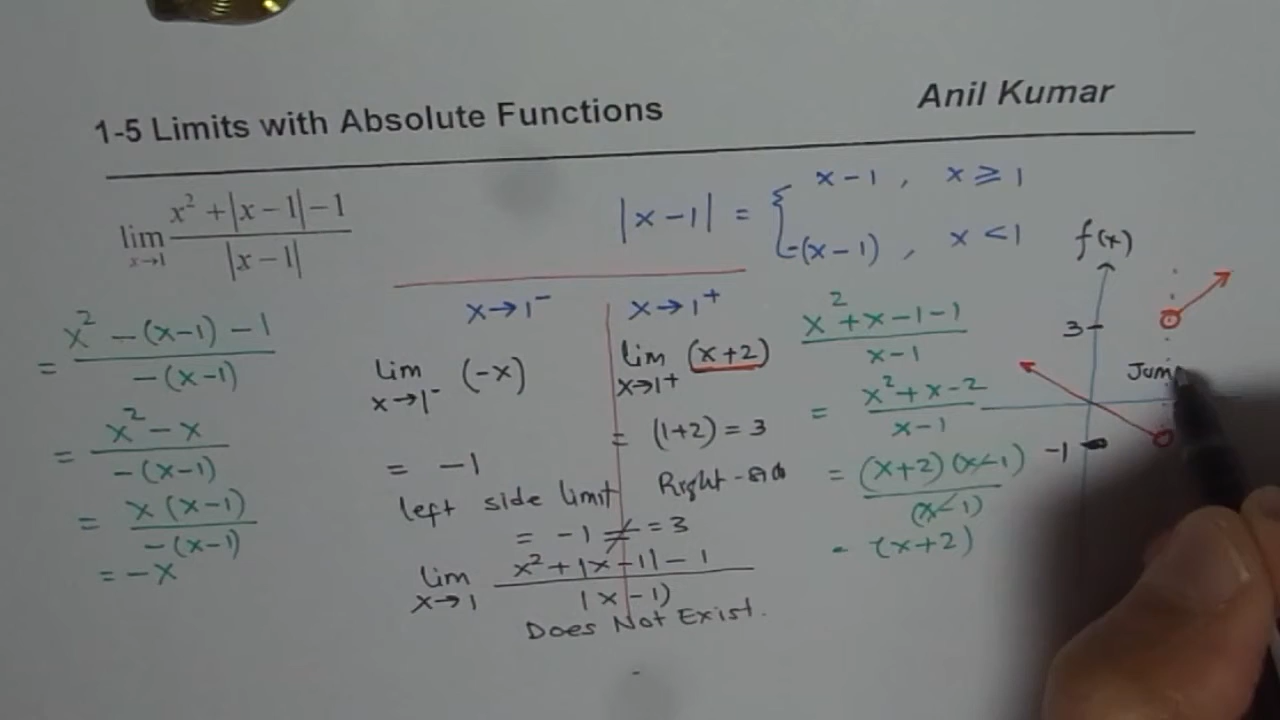 1-5 Limits with Absolute Functions
Anil Kumar
lim x→1 (x² + |x − 1| − 1) / |x − 1|
|x − 1| = { x − 1 , x ≥ 1
−(x − 1) , x < 1
= (x² − (x−1) − 1) / −(x−1)
= (x² − x) / −(x−1)
= x(x−1) / −(x−1)
= −x
x → 1⁻
lim x→1⁻ (−x)
= −1
left side limit
x → 1⁺
lim x→1⁺ (x+2)
= (1+2) = 3
Right-sid
= −1 ≠ = 3
lim x→1 (x² + |x − 1| − 1) / |x − 1)
Does Not Exist.
(x² + x − 1 − 1) / (x − 1)
= (x² + x − 2) / (x − 1)
= (x+2)(x−1) / (x−1)
= (x+2)
f(x)
3
Jum
−1